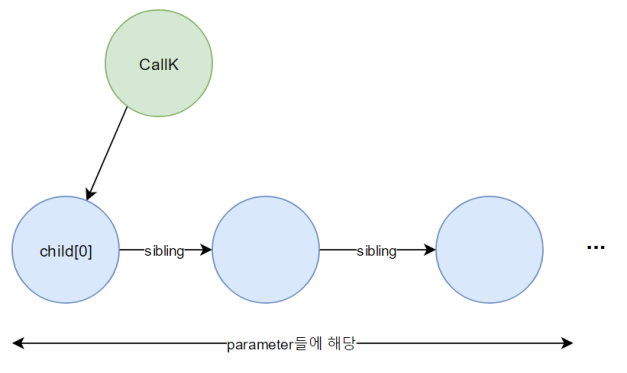 CallK
child[0]
sibling
sibling
...
parameter들에 해당